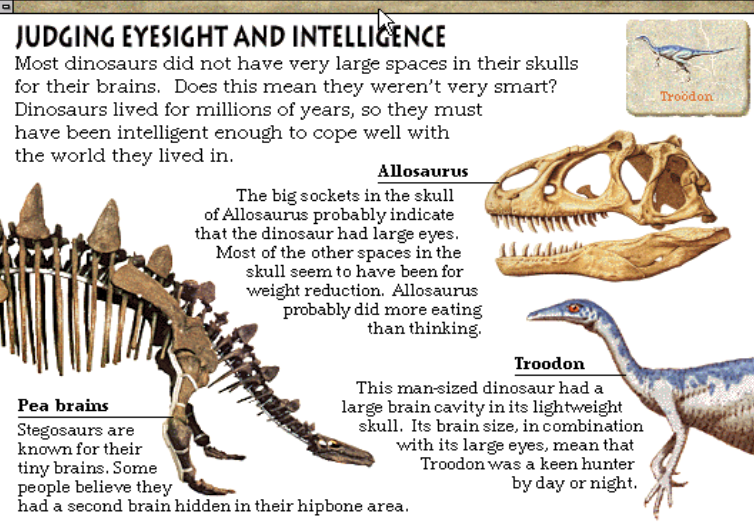 JUDGING EYESIGHT AND INTELLIGENCE
Most dinosaurs did not have very large spaces in their skulls
for their brains.  Does this mean they weren't very smart?
Dinosaurs lived for millions of years, so they must
have been intelligent enough to cope well with
the world they lived in.
Troodon
Allosaurus
The big sockets in the skull
of Allosaurus probably indicate
that the dinosaur had large eyes.
Most of the other spaces in the
skull seem to have been for
weight reduction.  Allosaurus
probably did more eating
than thinking.
Troodon
This man-sized dinosaur had a
large brain cavity in its lightweight
skull.  Its brain size, in combination
with its large eyes, mean that
Troodon was a keen hunter
by day or night.
Pea brains
Stegosaurs are
known for their
tiny brains. Some
people believe they
had a second brain hidden in their hipbone area.